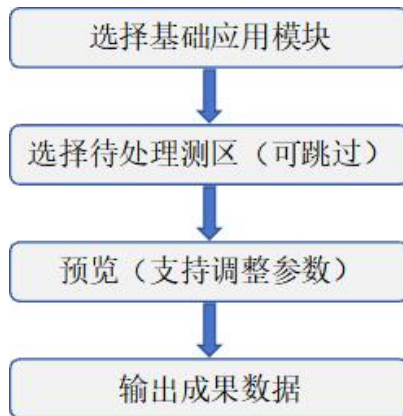 选择基础应用模块
选择待处理测区（可跳过）
预览（支持调整参数）
输出成果数据